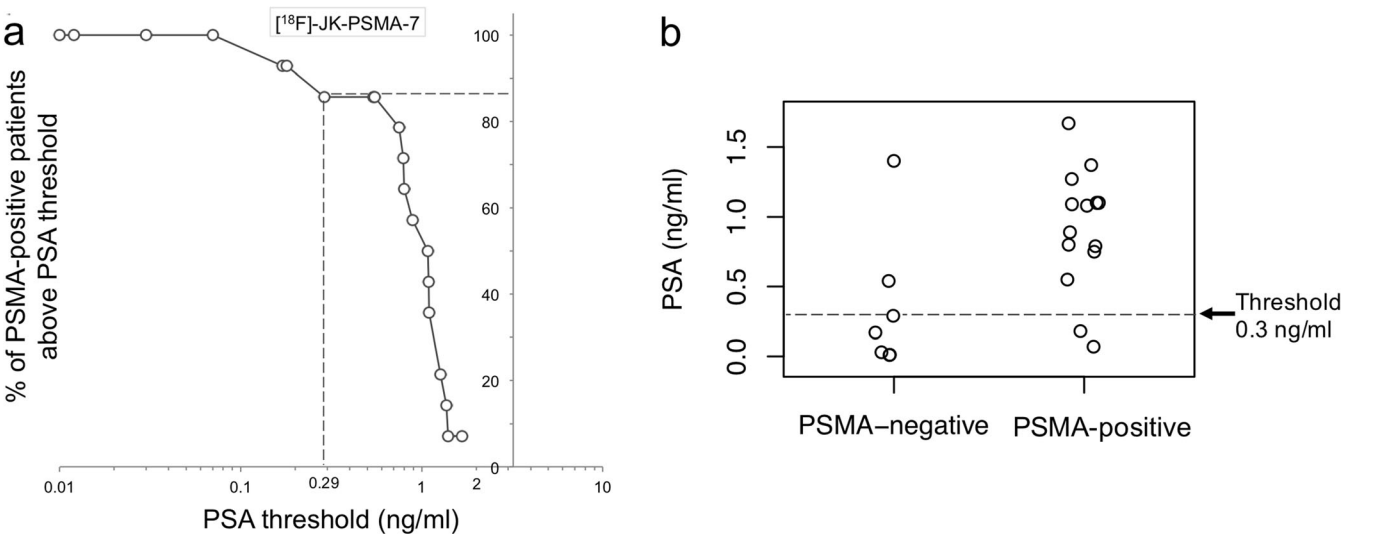 a
[¹⁸F]-JK-PSMA-7
% of PSMA-positive patients
above PSA threshold
100
80
60
40
20
0
0.01
0.1
0.29
1
2
10
PSA threshold (ng/ml)
b
PSA (ng/ml)
1.5
1.0
0.5
0.0
Threshold
0.3 ng/ml
PSMA–negative
PSMA-positive